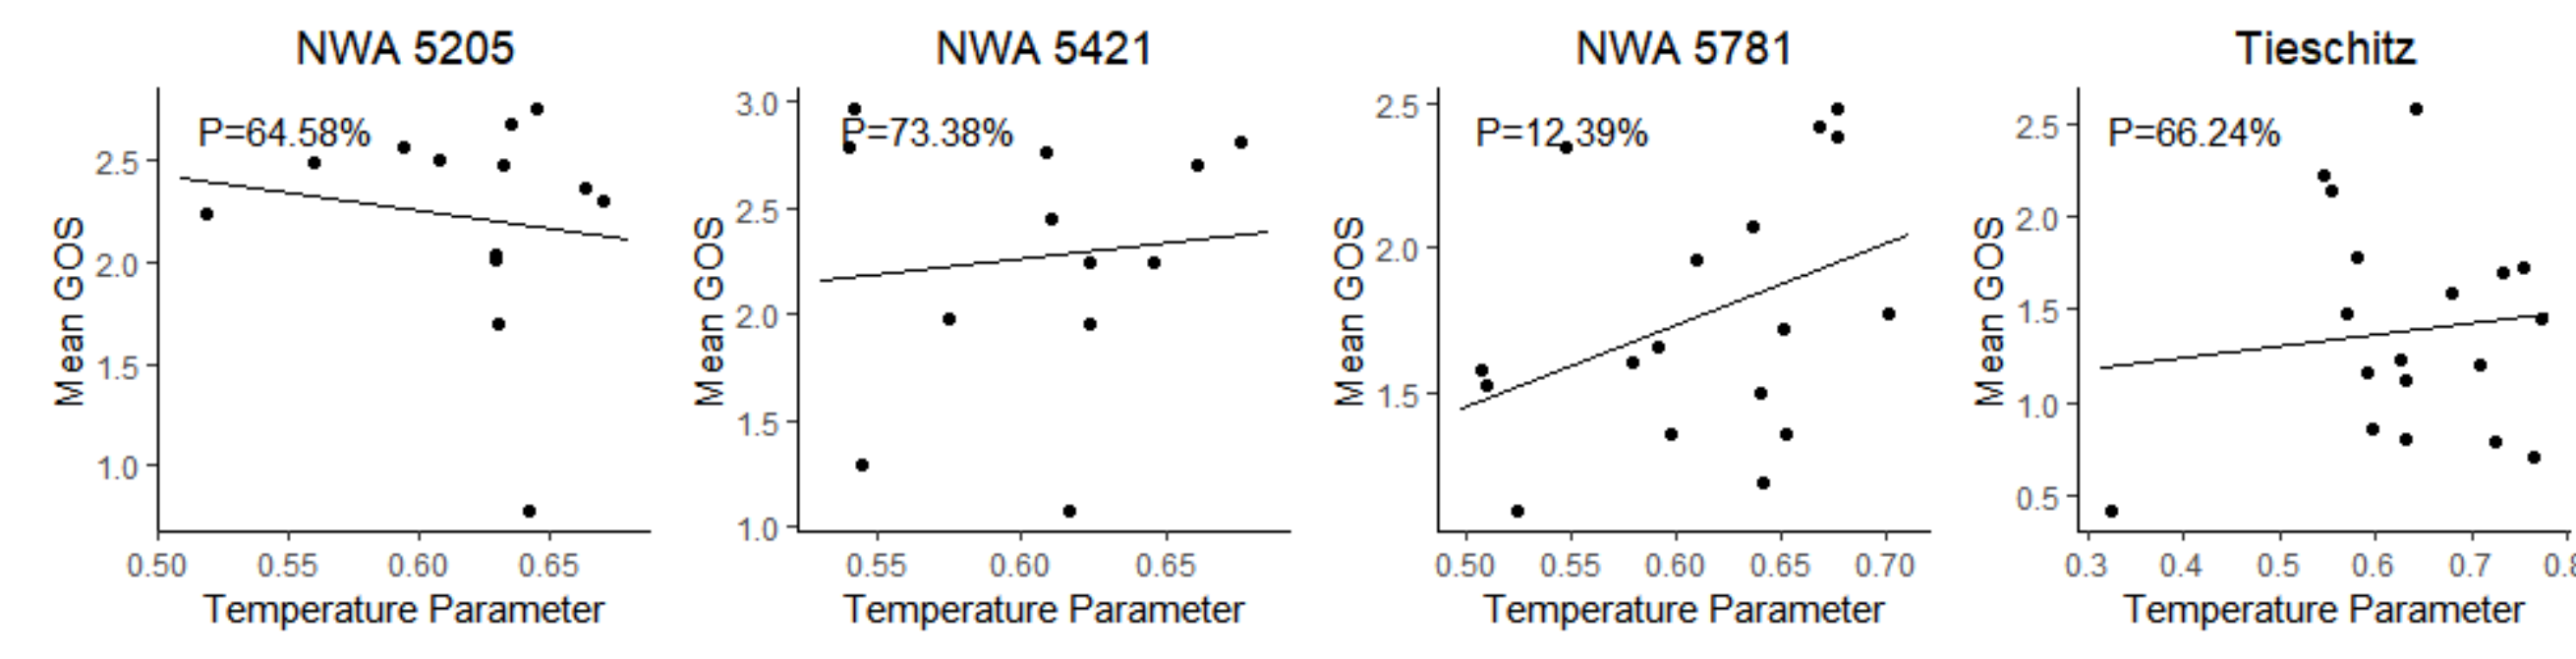 NWA 5205
P=64.58%
Mean GOS
2.5
2.0
1.5
1.0
0.50 0.55 0.60 0.65
Temperature Parameter
NWA 5421
P=73.38%
Mean GOS
3.0
2.5
2.0
1.5
1.0
0.55 0.60 0.65
Temperature Parameter
NWA 5781
P=12.39%
Mean GOS
2.5
2.0
1.5
0.50 0.55 0.60 0.65 0.70
Temperature Parameter
Tieschitz
P=66.24%
Mean GOS
2.5
2.0
1.5
1.0
0.5
0.3 0.4 0.5 0.6 0.7
Temperature Parameter